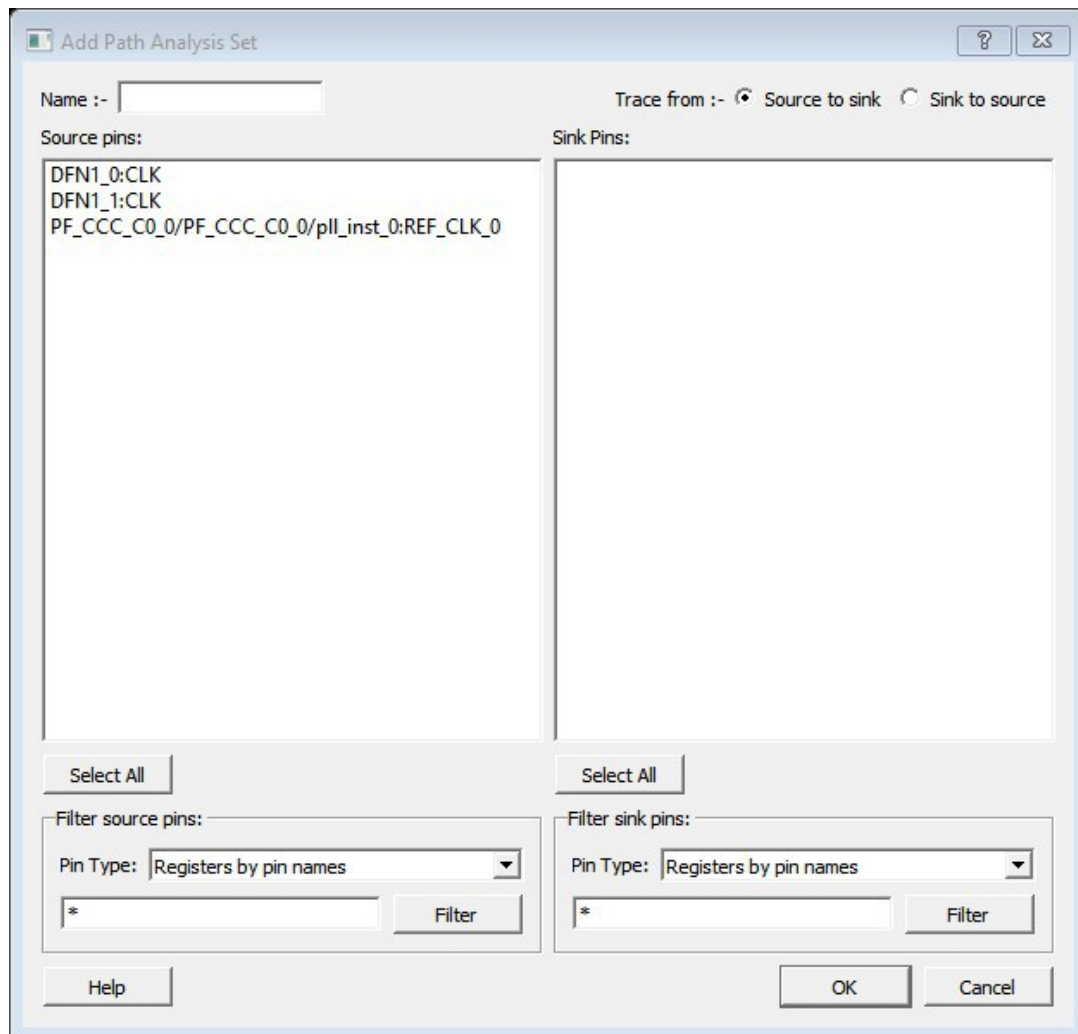 Add Path Analysis Set
Name :-
Trace from :- Source to sink Sink to source
Source pins:
Sink Pins:
DFN1_0:CLK
DFN1_1:CLK
PF_CCC_C0_0/PF_CCC_C0_0/pll_inst_0:REF_CLK_0
Select All
Select All
Filter source pins:
Pin Type: Registers by pin names
* Filter
Filter sink pins:
Pin Type: Registers by pin names
* Filter
Help
OK
Cancel